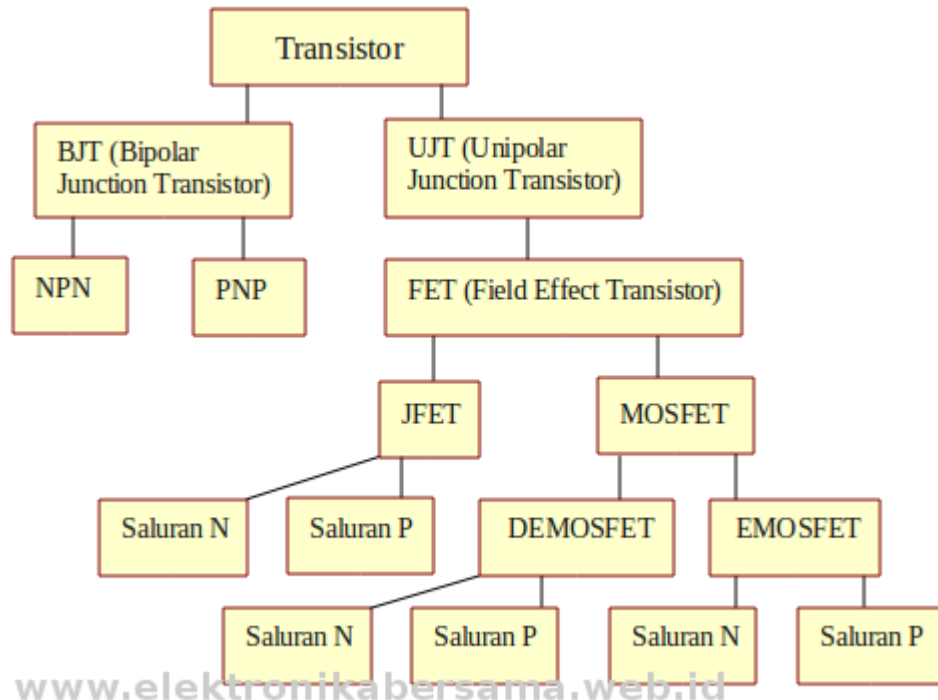 Transistor
BJT (Bipolar
Junction Transistor)
UJT (Unipolar
Junction Transistor)
NPN
PNP
FET (Field Effect Transistor)
JFET
MOSFET
Saluran N
Saluran P
DEMOSFET
EMOSFET
Saluran N
Saluran P
Saluran N
Saluran P
www.elektronikabersama.web.id